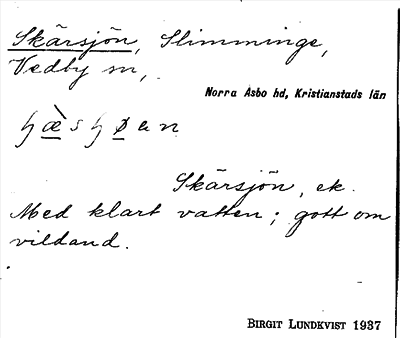 Skärsjön, Slimminge,
Vedby sn,
Norra Åsbo hd, Kristianstads län
Skärsjön, ek.
Med klart vatten; gott om
vildand.
BIRGIT LUNDKVIST 1937